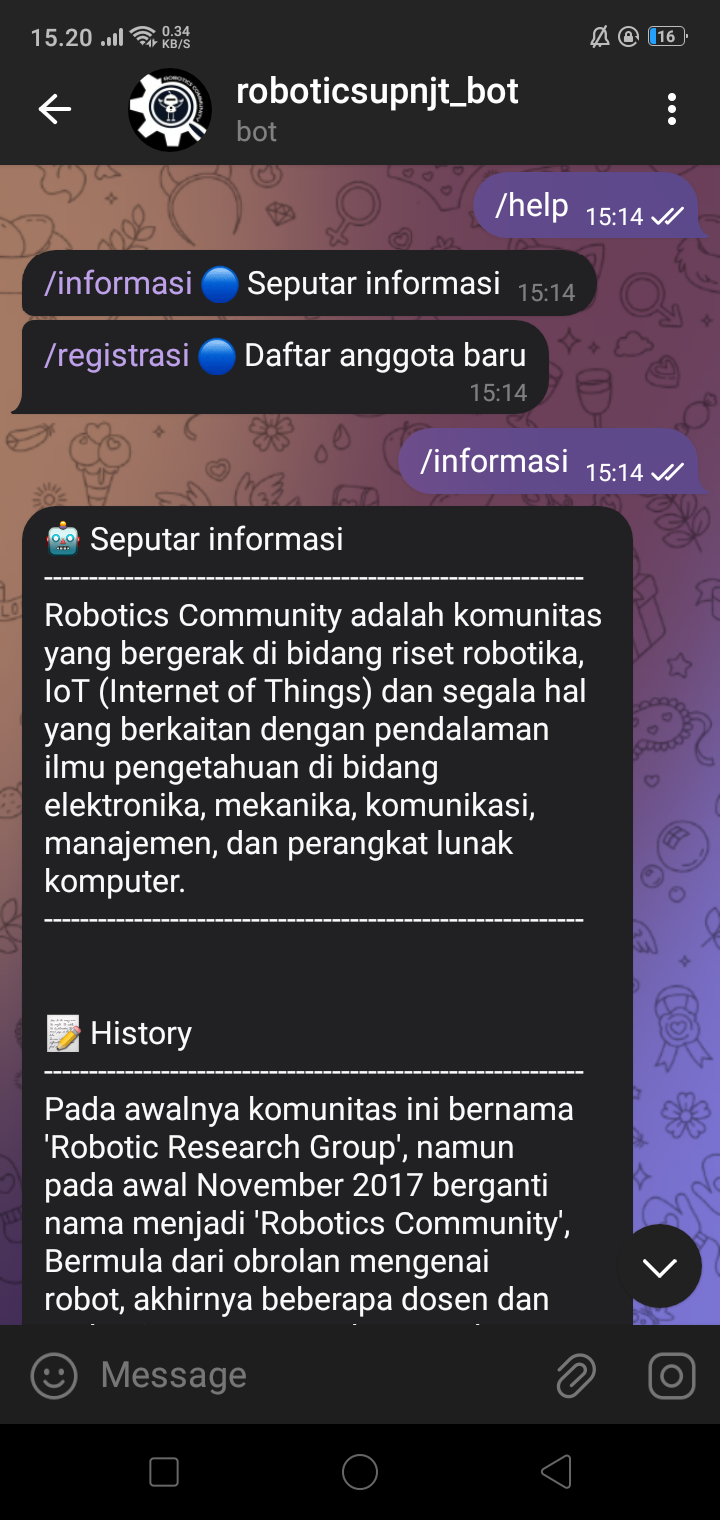 15.20
0.34
KB/S
16
ROBOTICS COMMUNITY
roboticsupnjt_bot
bot
/help 15:14
/informasi 🔵 Seputar informasi 15:14
/registrasi 🔵 Daftar anggota baru
15:14
/informasi 15:14
🤖 Seputar informasi
------------------------------------------------------------
Robotics Community adalah komunitas
yang bergerak di bidang riset robotika,
IoT (Internet of Things) dan segala hal
yang berkaitan dengan pendalaman
ilmu pengetahuan di bidang
elektronika, mekanika, komunikasi,
manajemen, dan perangkat lunak
komputer.
------------------------------------------------------------
📝 History
------------------------------------------------------------
Pada awalnya komunitas ini bernama
'Robotic Research Group', namun
pada awal November 2017 berganti
nama menjadi 'Robotics Community',
Bermula dari obrolan mengenai
robot, akhirnya beberapa dosen dan
Message